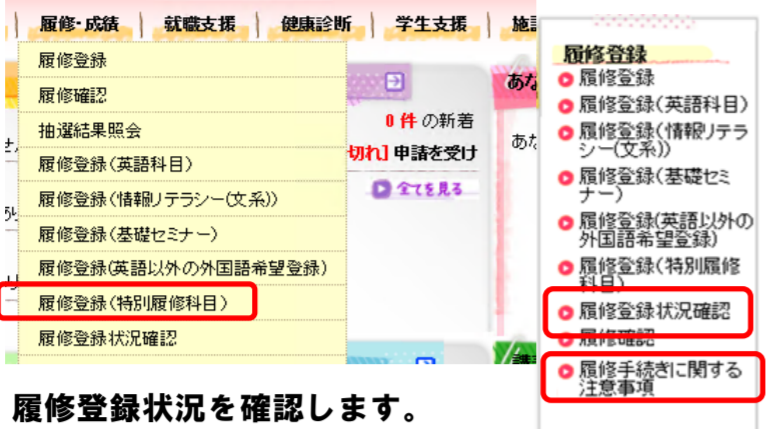 履修・成績 就職支援 健康診断 学生支援
履修登録
履修確認
抽選結果照会
履修登録(英語科目)
履修登録(情報リテラシー(文系))
履修登録(基礎セミナー)
履修登録(英語以外の外国語希望登録)
履修登録(特別履修科目)
履修登録状況確認
0 件 の新着
切れ] 申請を受け
全てを見る
あな
あな
履修登録
履修登録
履修登録(英語科目)
履修登録(情報リテラ
シー(文系))
履修登録(基礎セミ
ナー)
履修登録(英語以外の
外国語希望登録)
履修登録(特別履修
科目)
履修登録状況確認
履修確認
履修手続きに関する
注意事項
履修登録状況を確認します。